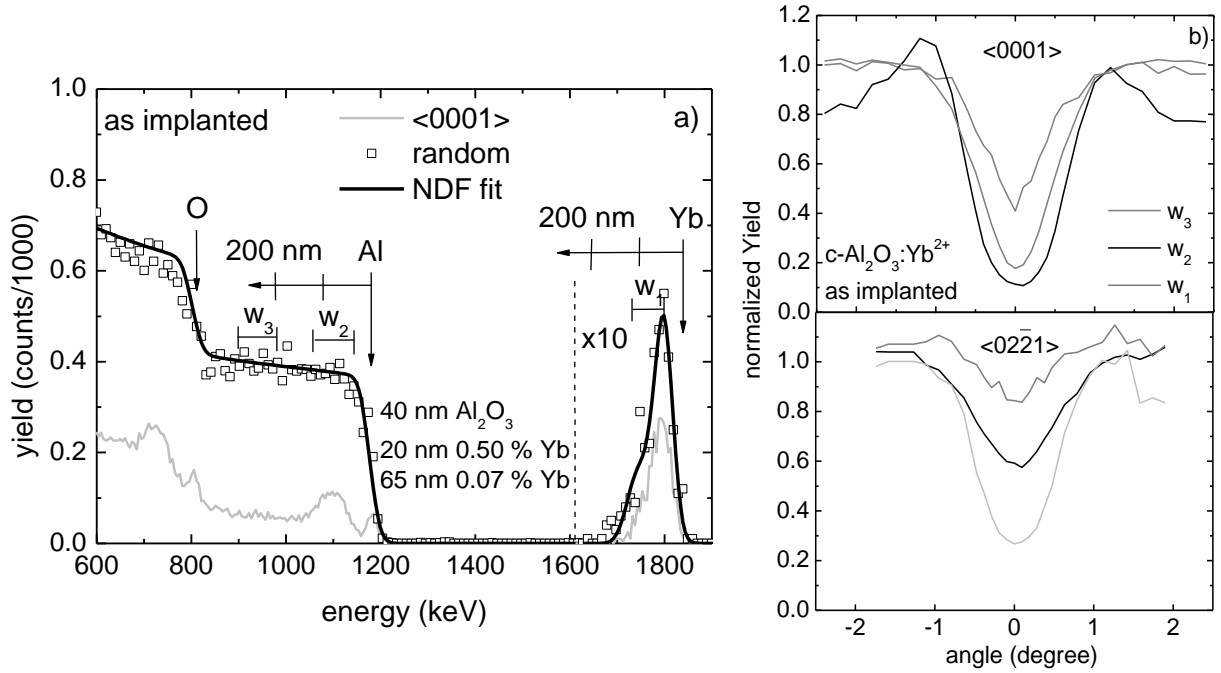 as implanted
<0001>
random
NDF fit
a)
O
200 nm
Al
200 nm
Yb
w3
w2
w1
x10
40 nm Al2O3
20 nm 0.50 % Yb
65 nm 0.07 % Yb
yield (counts/1000)
1.0
0.8
0.6
0.4
0.2
0.0
600 800 1000 1200 1400 1600 1800
energy (keV)
b)
<0001>
c-Al2O3:Yb2+
as implanted
w3
w2
w1
normalized Yield
1.2
1.0
0.8
0.6
0.4
0.2
0.0
<022̅1>
1.0
0.8
0.6
0.4
0.2
0.0
-2 -1 0 1 2
angle (degree)